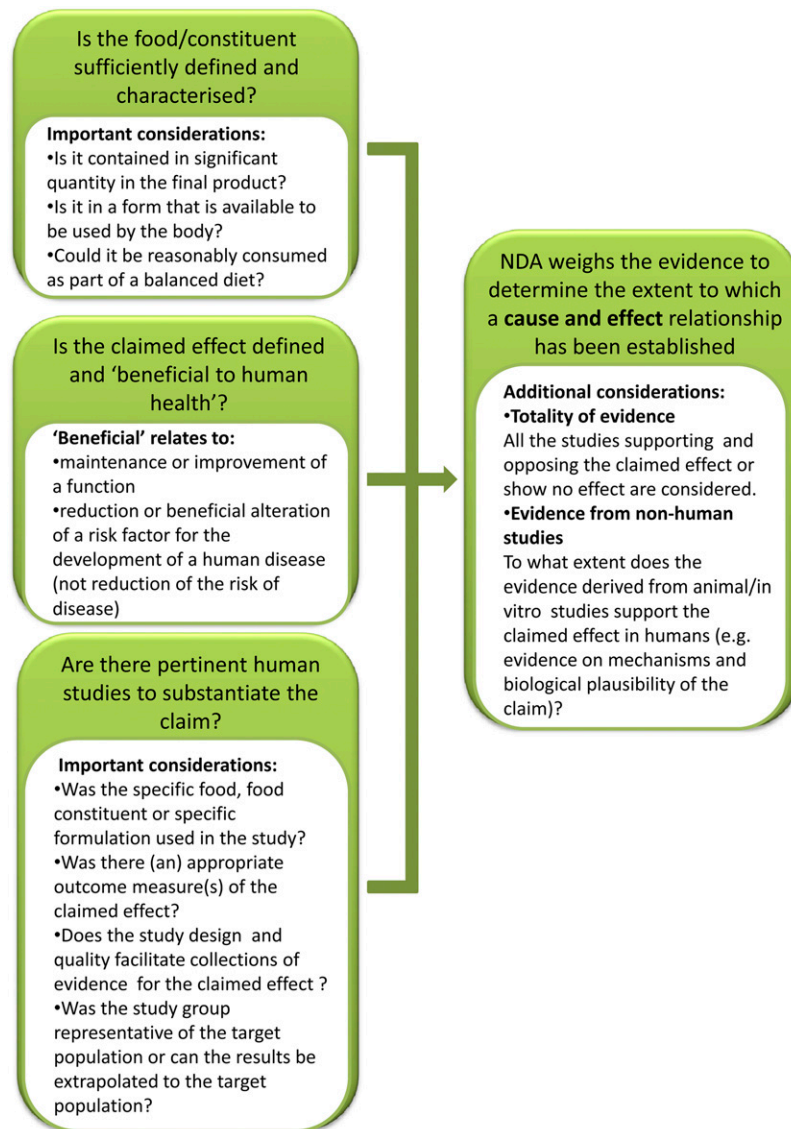 Is the food/constituent
sufficiently defined and
characterised?
Important considerations:
•Is it contained in significant
quantity in the final product?
•Is it in a form that is available to
be used by the body?
•Could it be reasonably consumed
as part of a balanced diet?
Is the claimed effect defined
and ‘beneficial to human
health’?
‘Beneficial’ relates to:
•maintenance or improvement of
a function
•reduction or beneficial alteration
of a risk factor for the
development of a human disease
(not reduction of the risk of
disease)
Are there pertinent human
studies to substantiate the
claim?
Important considerations:
•Was the specific food, food
constituent or specific
formulation used in the study?
•Was there (an) appropriate
outcome measure(s) of the
claimed effect?
•Does the study design and
quality facilitate collections of
evidence for the claimed effect ?
•Was the study group
representative of the target
population or can the results be
extrapolated to the target
population?
NDA weighs the evidence to
determine the extent to which
a cause and effect relationship
has been established
Additional considerations:
•Totality of evidence
All the studies supporting and
opposing the claimed effect or
show no effect are considered.
•Evidence from non-human
studies
To what extent does the
evidence derived from animal/in
vitro studies support the
claimed effect in humans (e.g.
evidence on mechanisms and
biological plausibility of the
claim)?